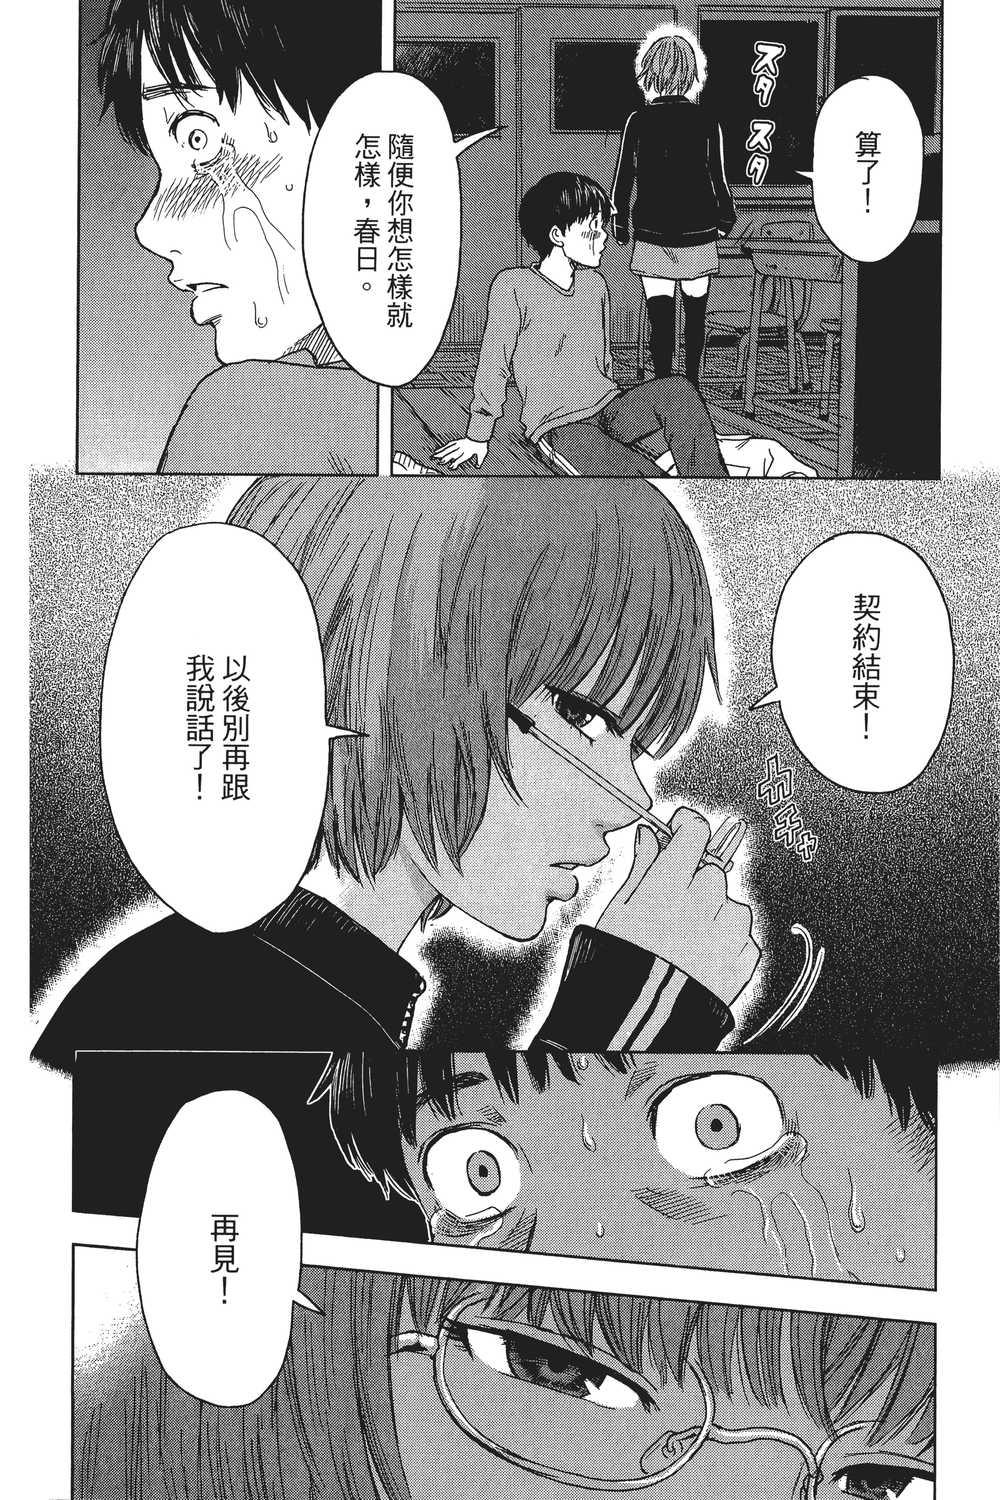 算了！
スタスタ
隨便你想怎樣就
怎樣，春日。
契約結束！
カチャ
以後別再跟
我說話了！
再見！